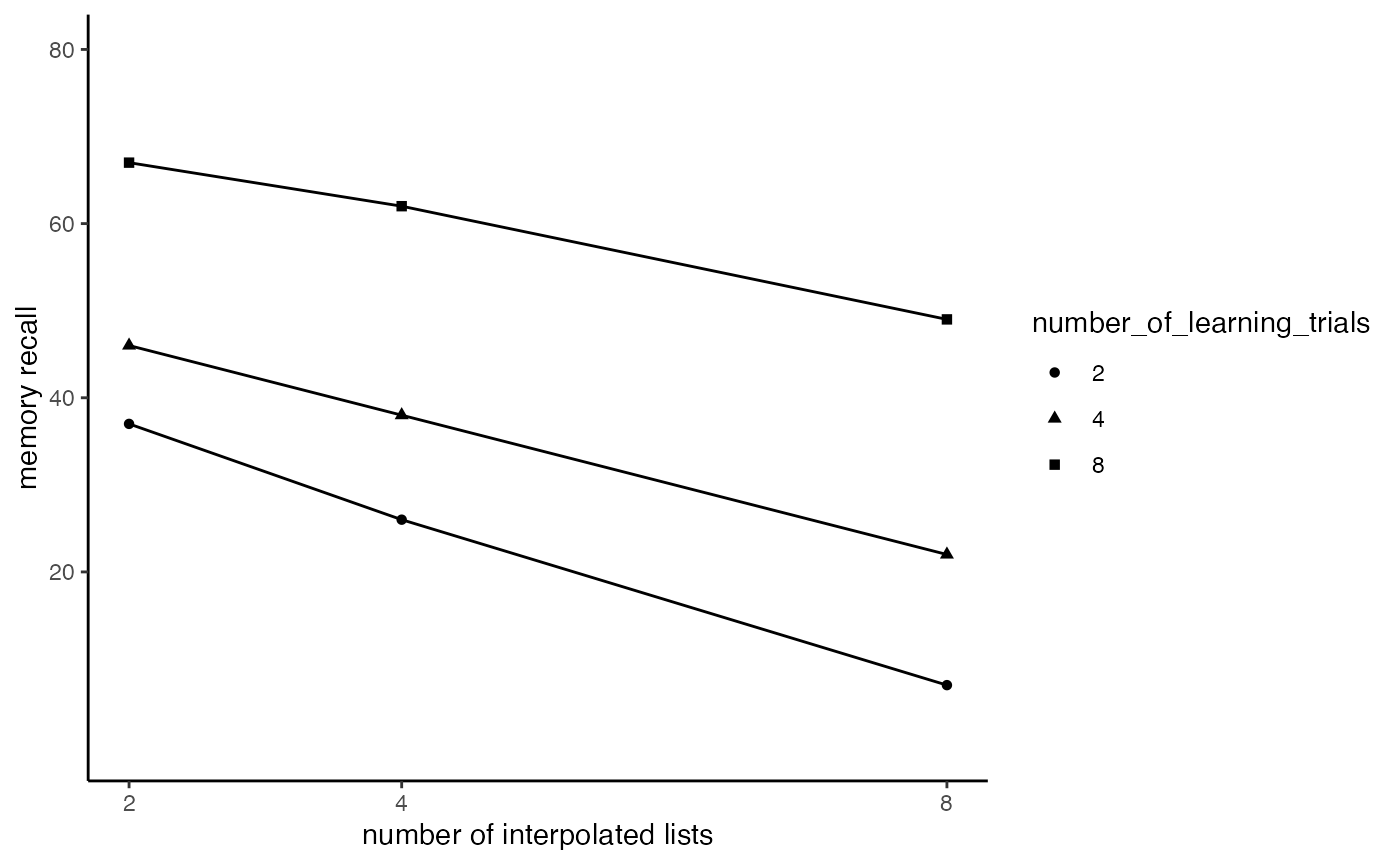 80
60
40
20
memory recall
2 4 8
number of interpolated lists
number_of_learning_trials
2
4
8